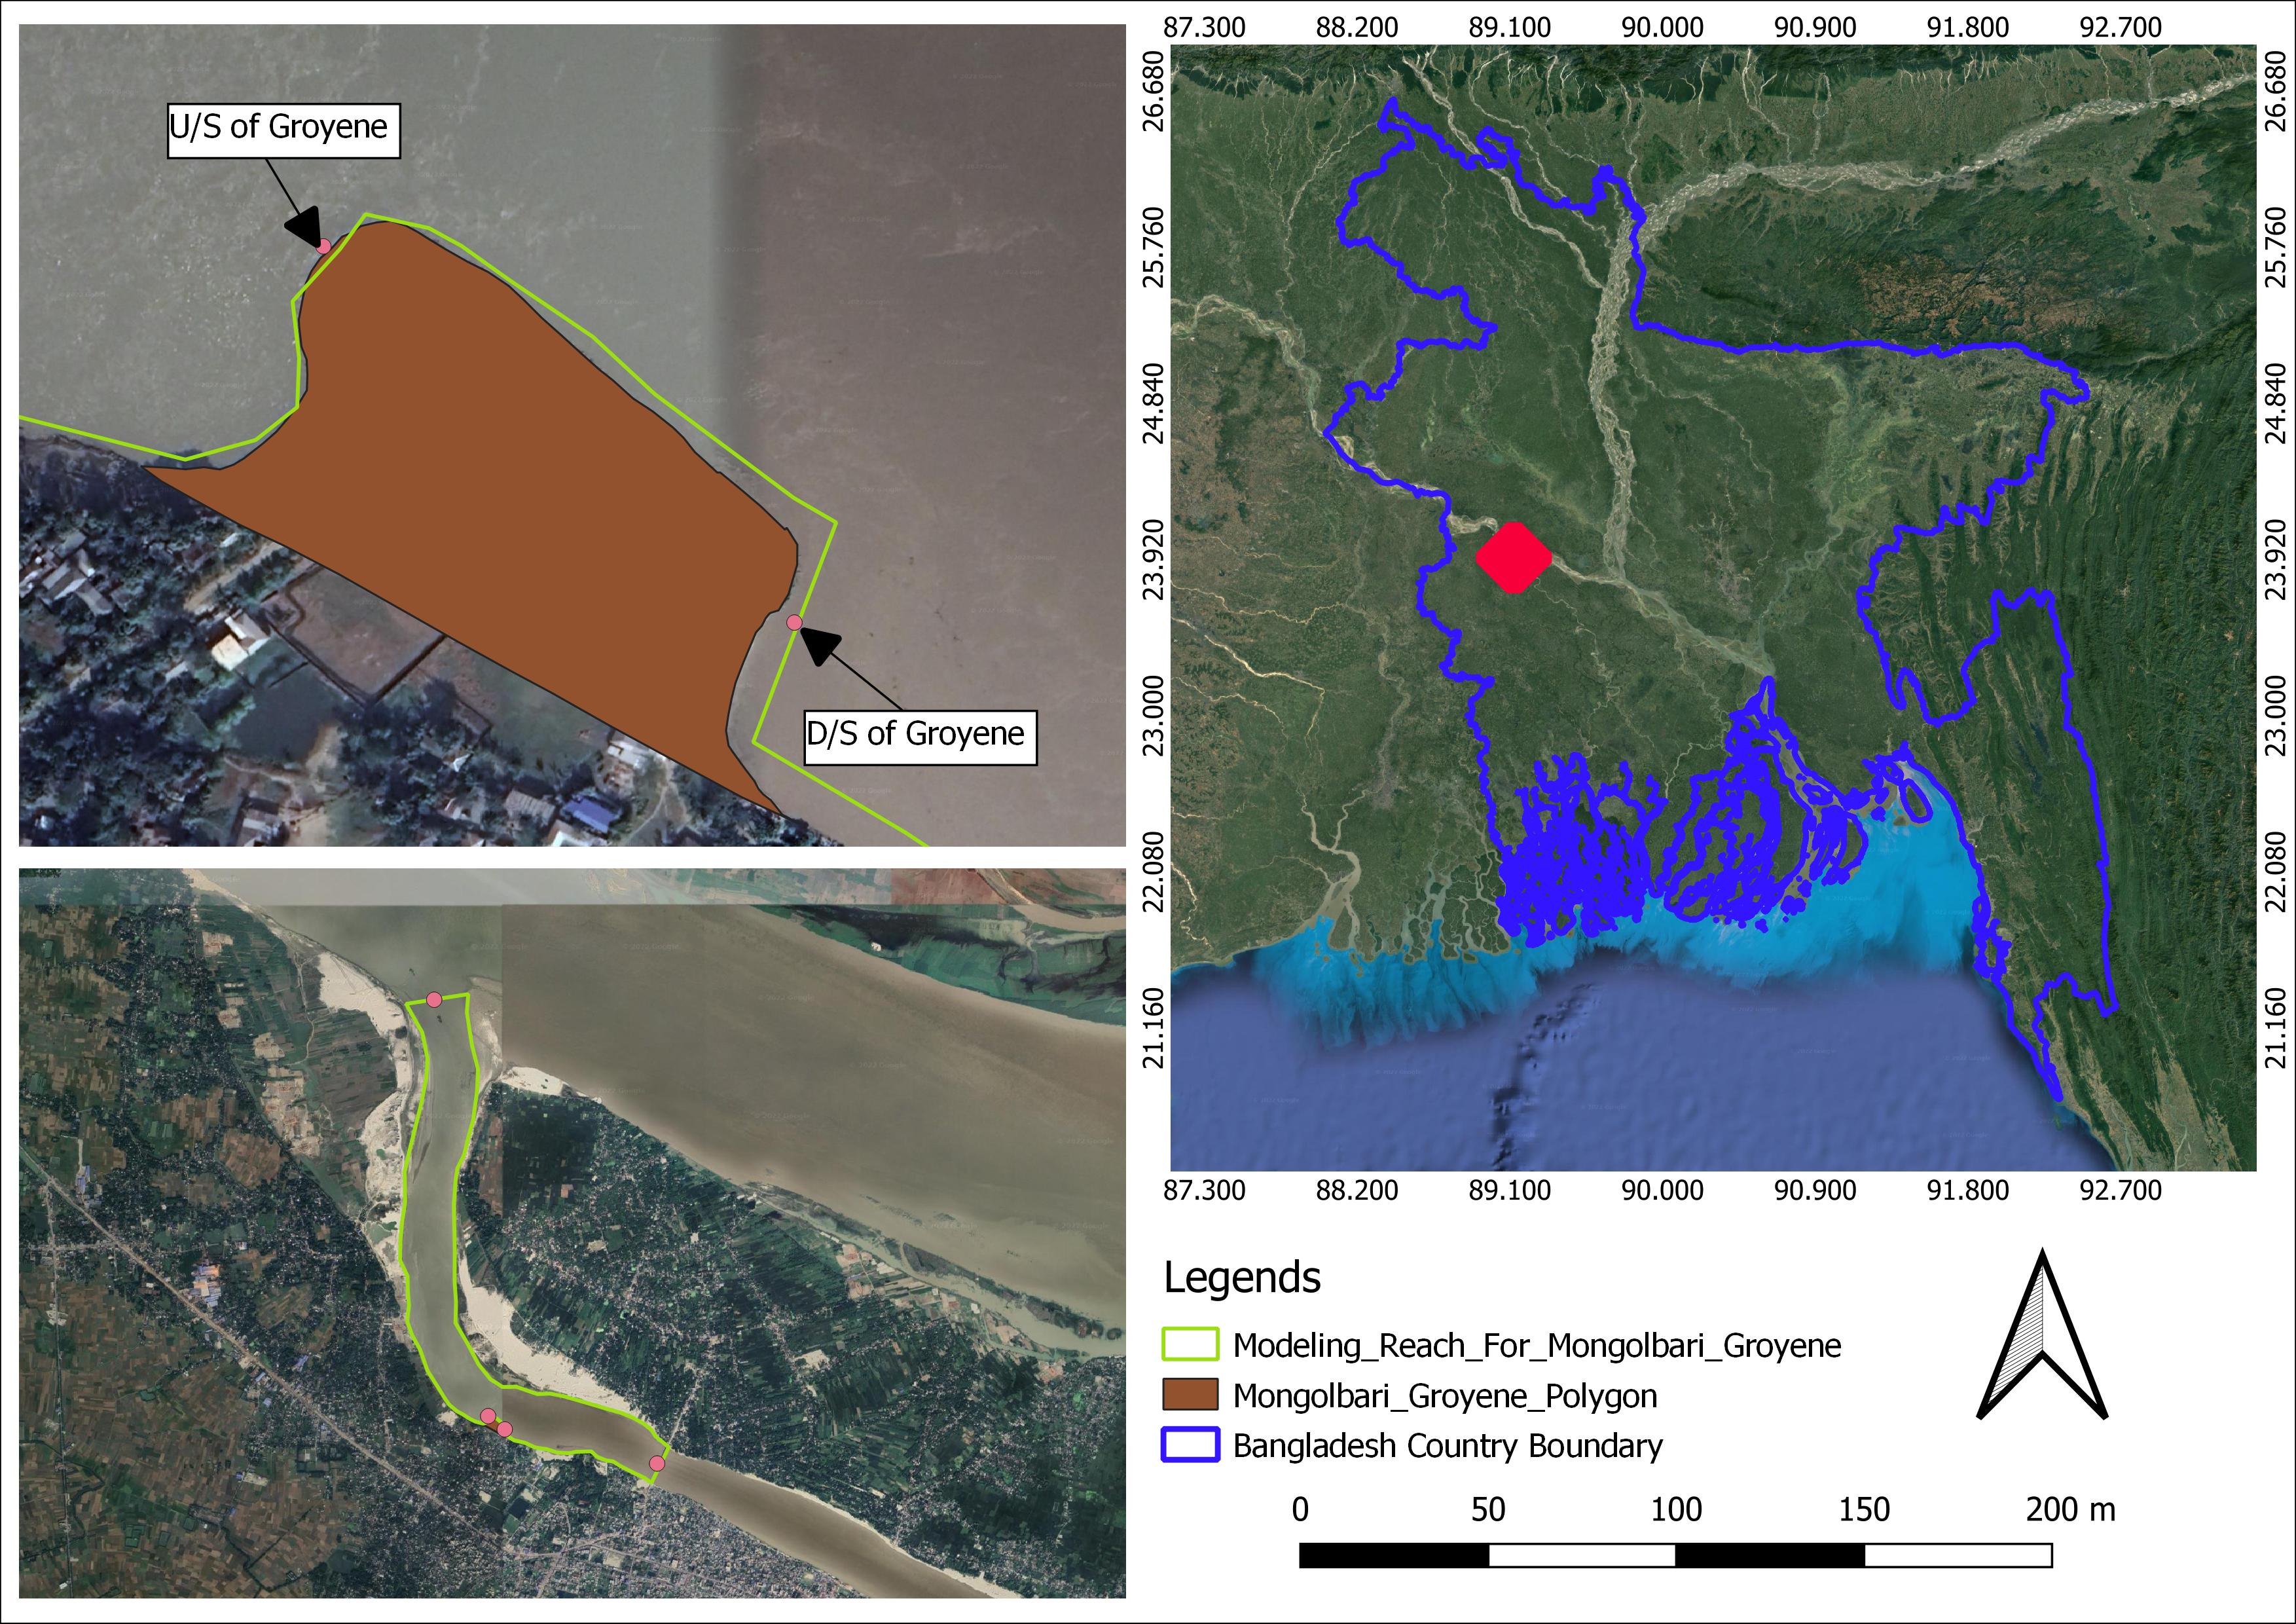 U/S of Groyene
D/S of Groyene
87.300 88.200 89.100 90.000 90.900 91.800 92.700
26.680 25.760 24.840 23.920 23.000 22.080 21.160
26.680 25.760 24.840 23.920 23.000 22.080 21.160
87.300 88.200 89.100 90.000 90.900 91.800 92.700
Legends
Modeling_Reach_For_Mongolbari_Groyene
Mongolbari_Groyene_Polygon
Bangladesh Country Boundary
0 50 100 150 200 m